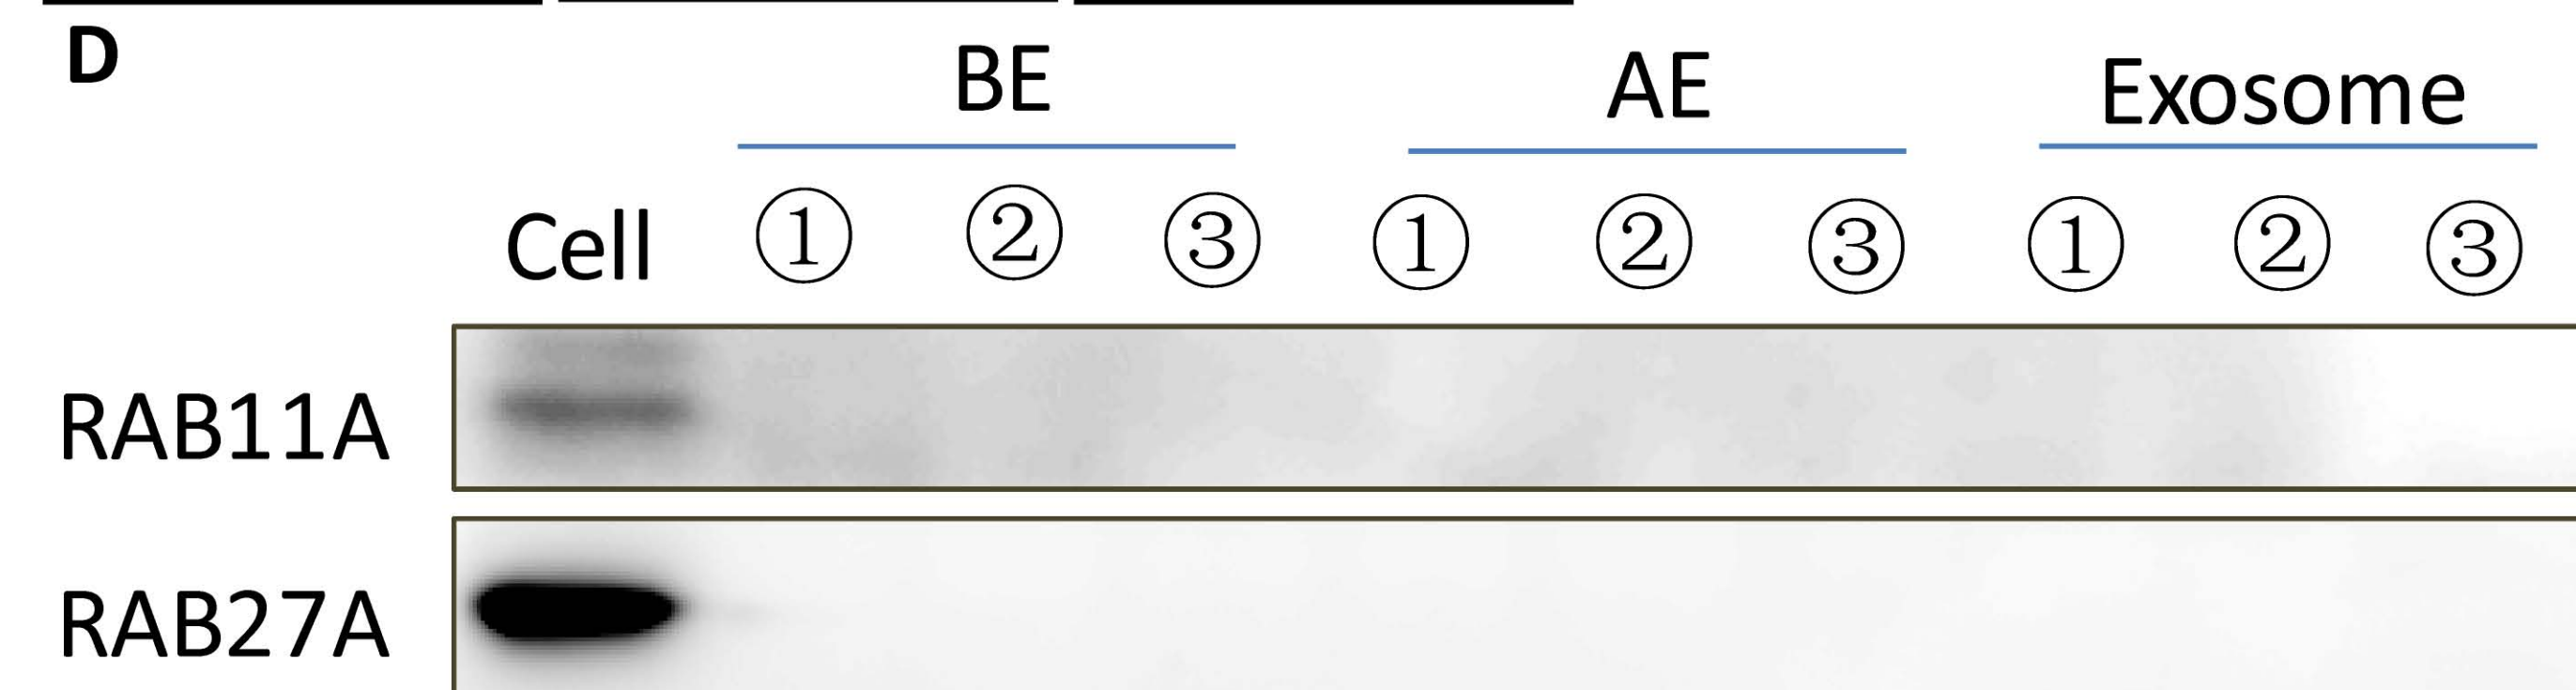 D
BE AE Exosome
Cell ① ② ③ ① ② ③ ① ② ③
RAB11A
RAB27A